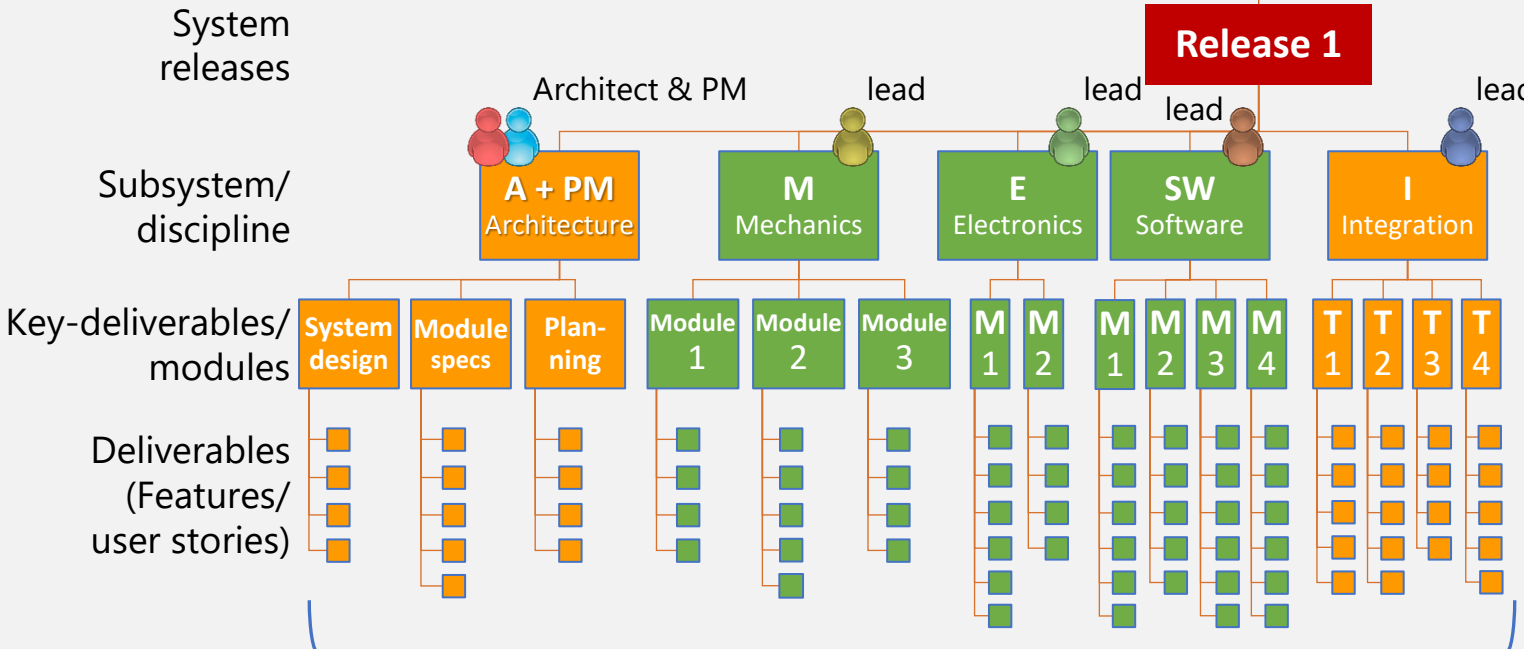 System
releases
Release 1
Architect & PM
lead
lead
lead
lead
Subsystem/
discipline
A + PM
Architecture
M
Mechanics
E
Electronics
SW
Software
I
Integration
Key-deliverables/
modules
System
design
Module
specs
Plan-
ning
Module
1
Module
2
Module
3
M
1
M
2
M
1
M
2
M
3
M
4
T
1
T
2
T
3
T
4
Deliverables
(Features/
user stories)